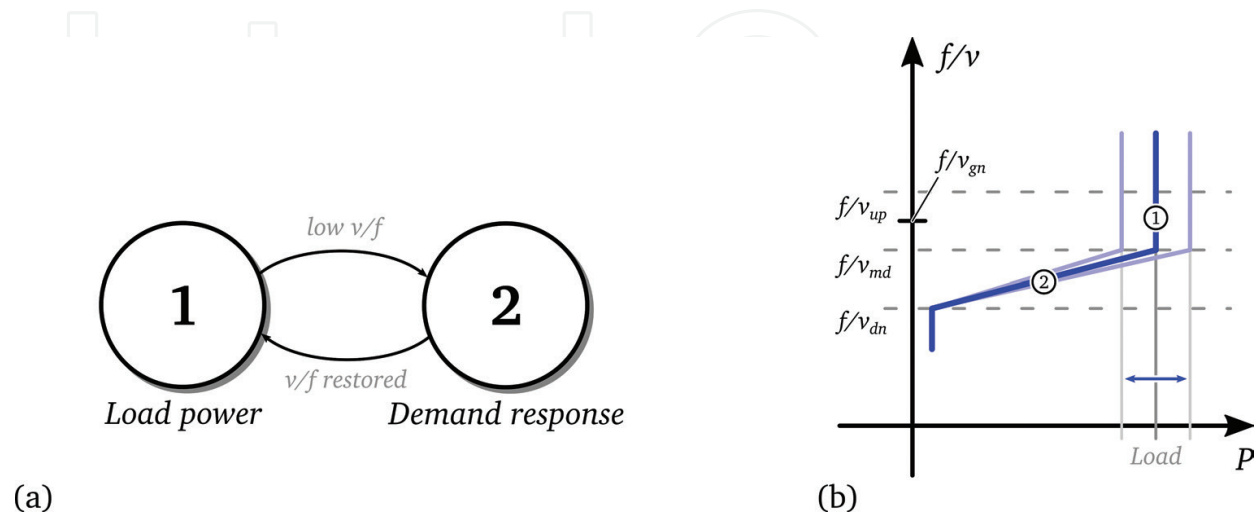 low v/f
1
2
v/f restored
Load power
Demand response
(a)
f/v
f/v_gn
f/v_up
1
f/v_md
2
f/v_dn
Load
P
(b)